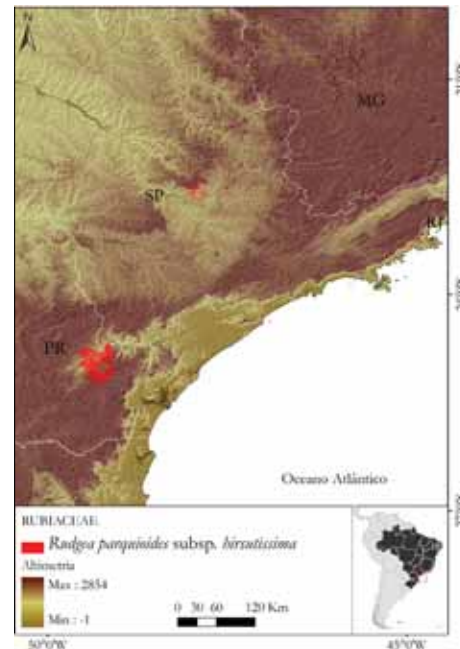 N
MG
SP
RJ
PR
Oceano Atlântico
RUBIACEAE
Rudgea parquioides subsp. hirsutissima
Altimetria
Max : 2854
Min : -1
0 30 60 120 Km
50°0'W 45°0'W